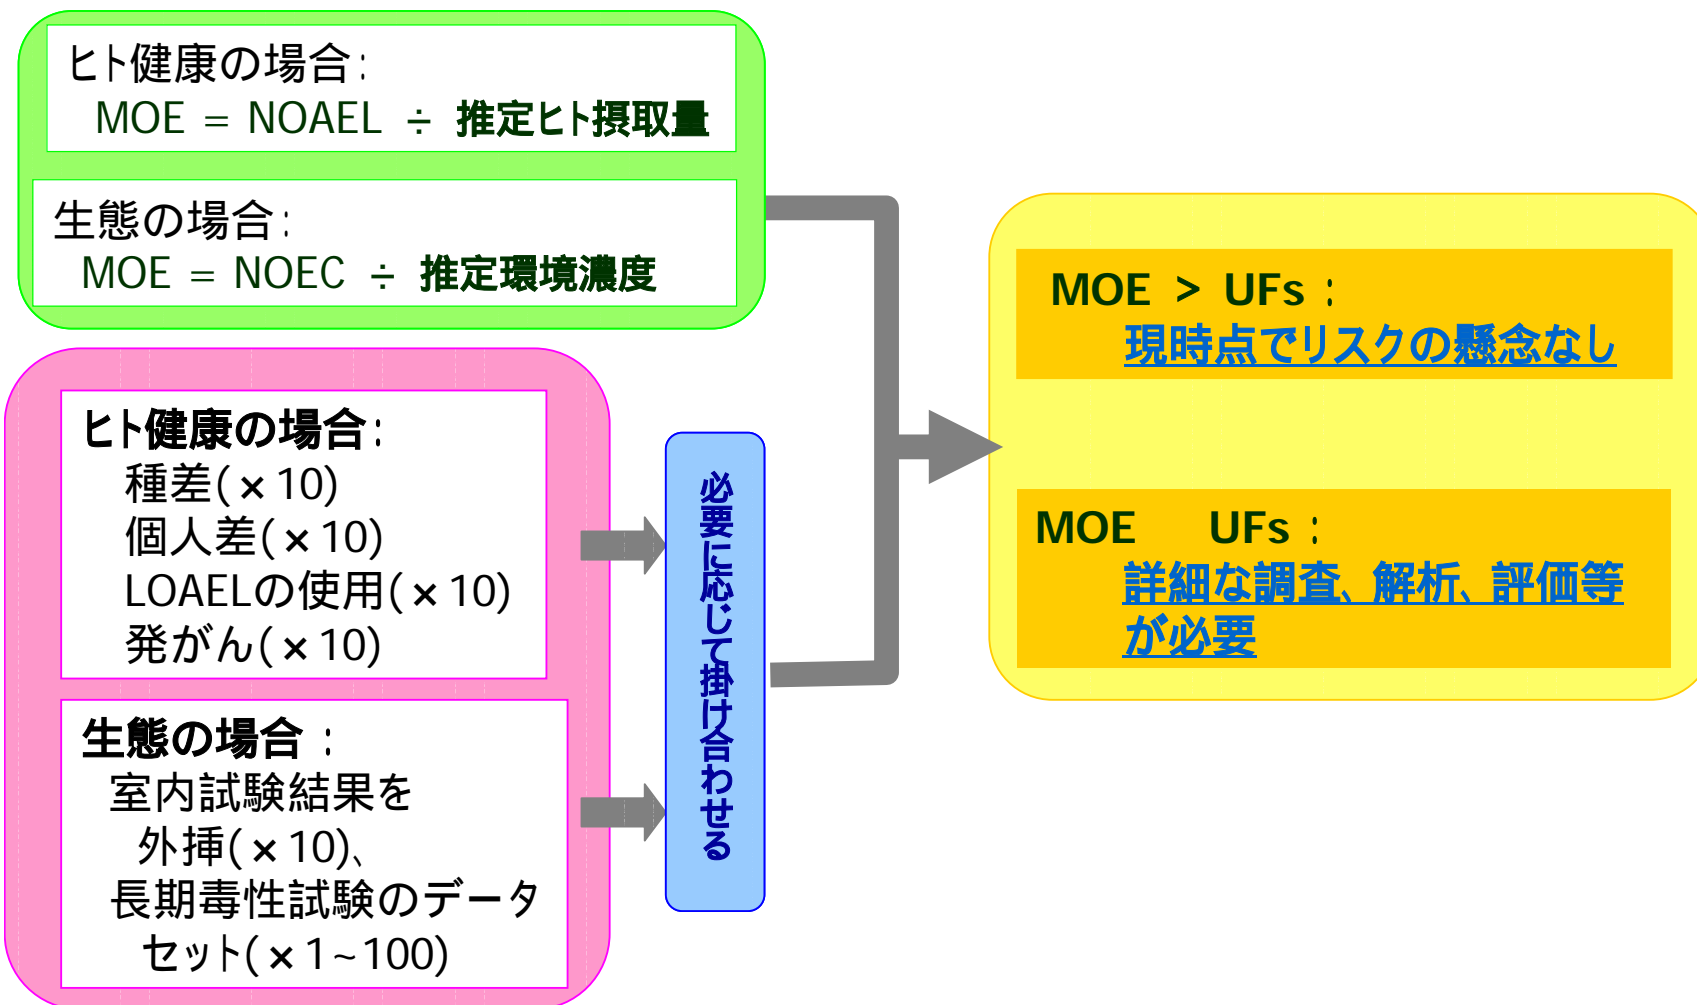 ヒト健康の場合:
MOE = NOAEL ÷ 推定ヒト摂取量
生態の場合:
MOE = NOEC ÷ 推定環境濃度
ヒト健康の場合:
種差(×10)
個人差(×10)
LOAELの使用(×10)
発がん(×10)
生態の場合:
室内試験結果を
外挿(×10)、
長期毒性試験のデータ
セット(×1~100)
必要に応じて掛け合わせる
MOE > UFs:
現時点でリスクの懸念なし
MOE UFs:
詳細な調査、解析、評価等
が必要